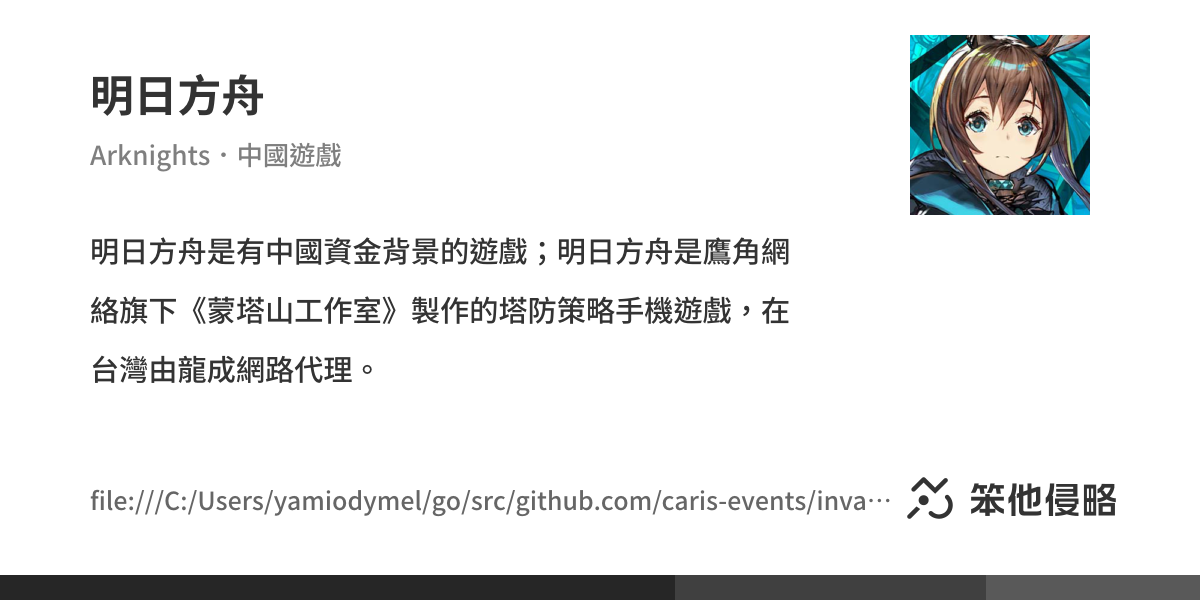 明日方舟
Arknights・中國遊戲
明日方舟是有中國資金背景的遊戲；明日方舟是鷹角網
絡旗下《蒙塔山工作室》製作的塔防策略手機遊戲，在
台灣由龍成網路代理。
file:///C:/Users/yamiodymel/go/src/github.com/caris-events/inva…
笨他侵略